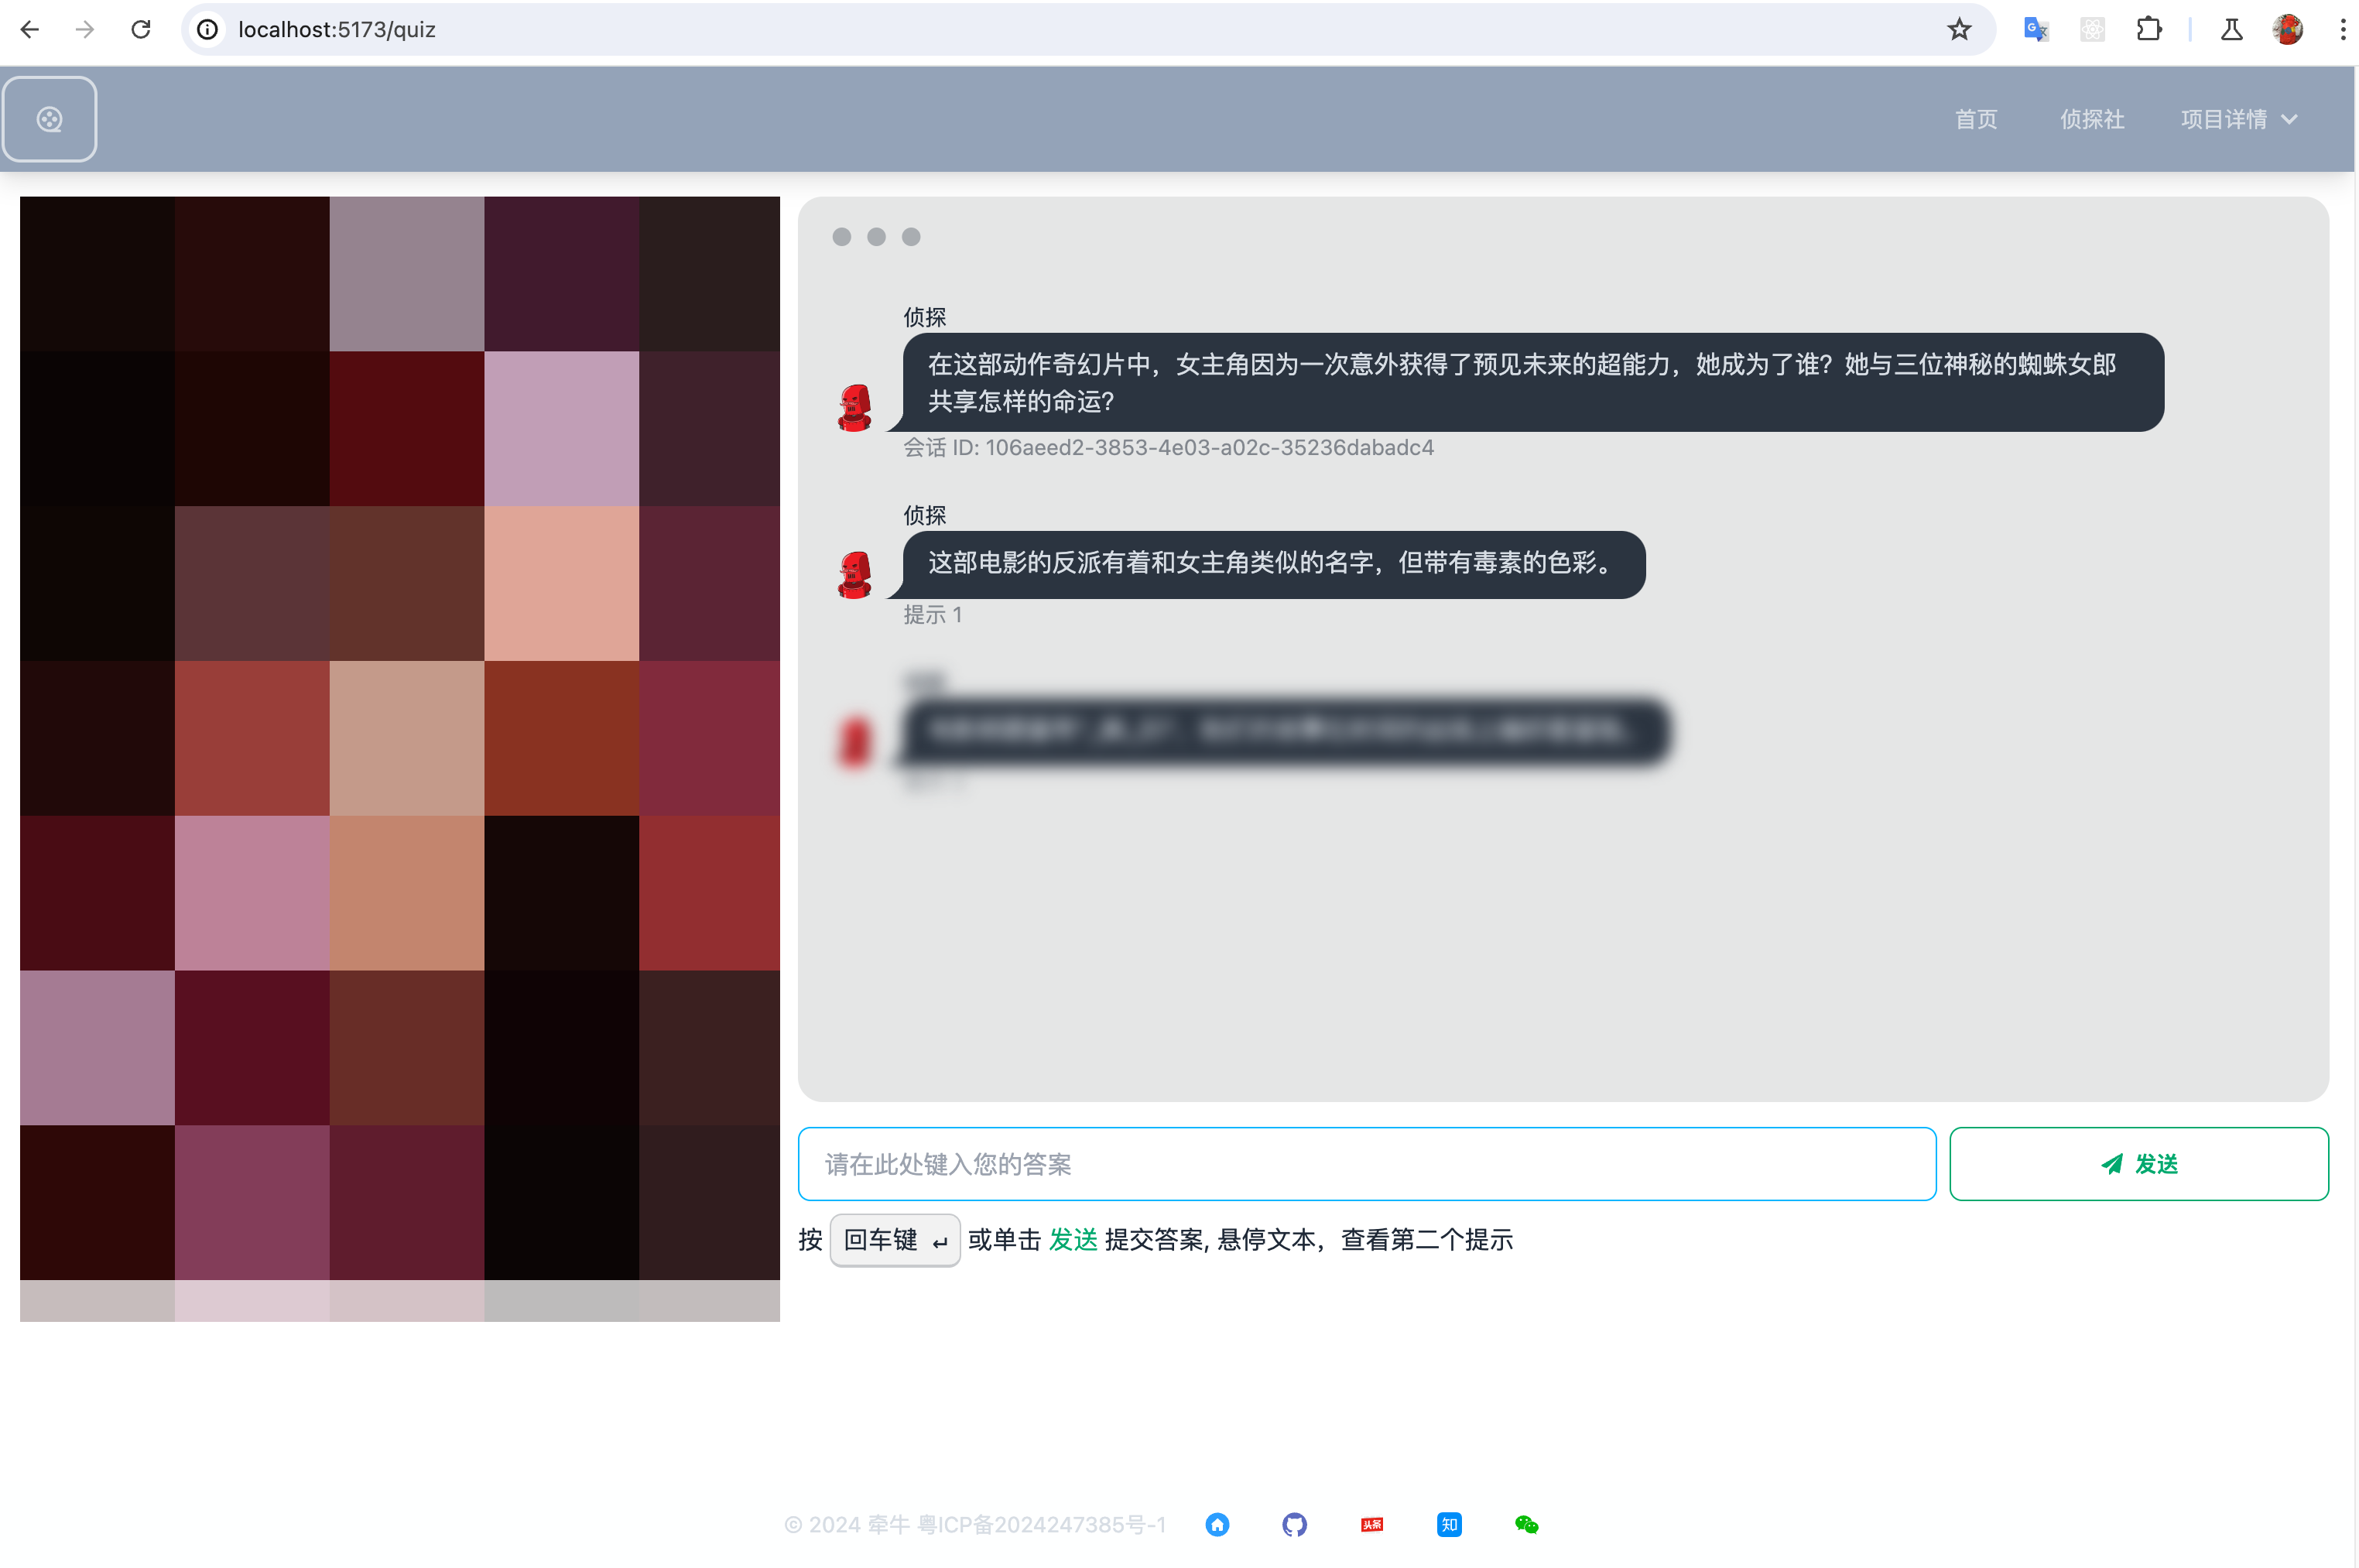 localhost:5173/quiz
首页 侦探社 项目详情
侦探
在这部动作奇幻片中，女主角因为一次意外获得了预见未来的超能力，她成为了谁？她与三位神秘的蜘蛛女郎
共享怎样的命运？
会话 ID: 106aeed2-3853-4e03-a02c-35236dabadc4
侦探
这部电影的反派有着和女主角类似的名字，但带有毒素的色彩。
提示 1
请在此处键入您的答案
发送
按 回车键 ↵ 或单击 发送 提交答案, 悬停文本，查看第二个提示
© 2024 牵牛 粤ICP备2024247385号-1
头条
知